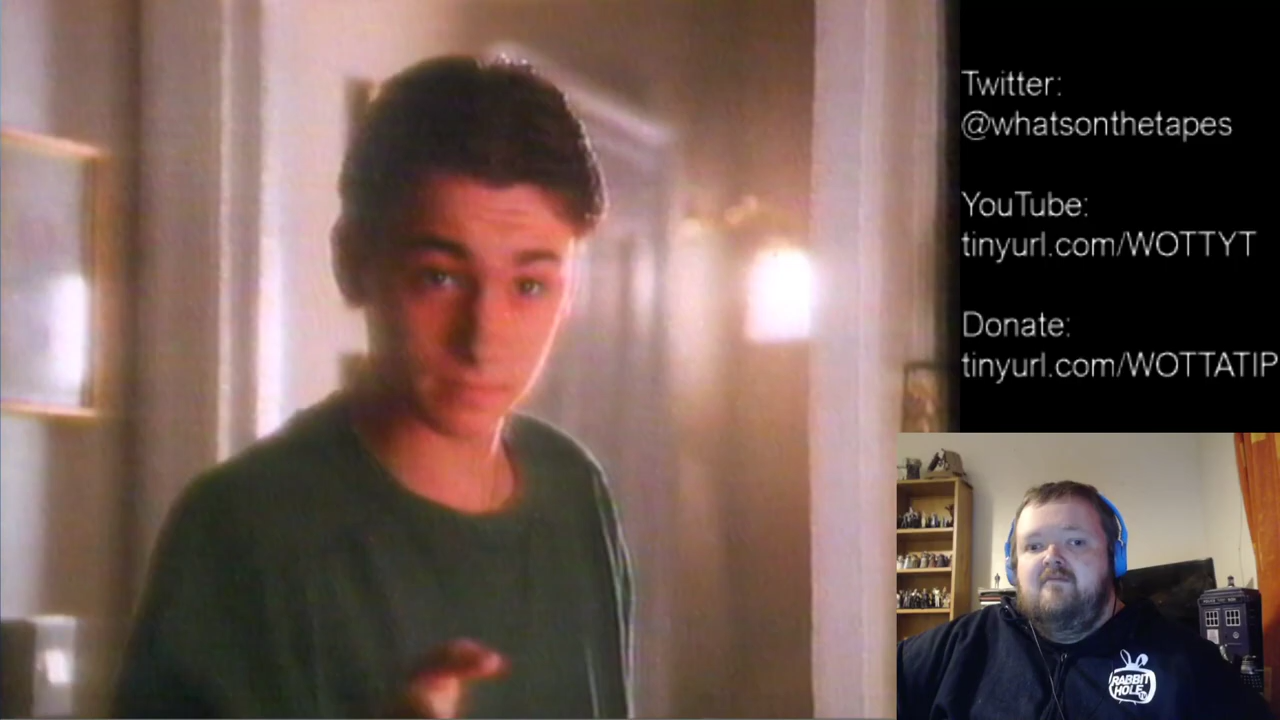 Twitter:
@whatsonthetapes
YouTube:
tinyurl.com/WOTTYT
Donate:
tinyurl.com/WOTTATIP
RABBIT
HOLE